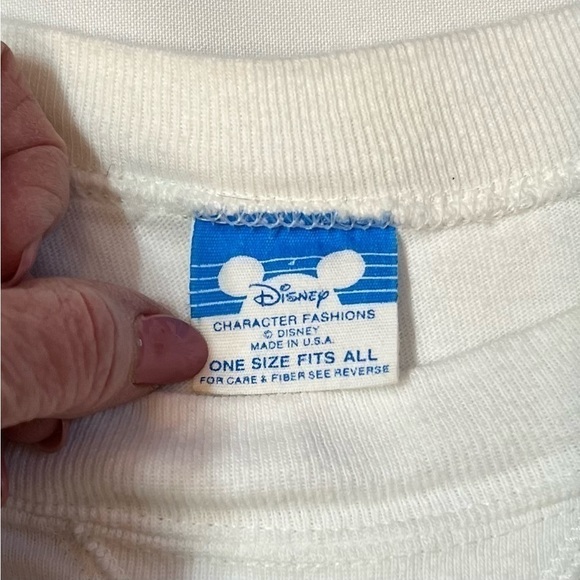 Disney
CHARACTER FASHIONS
© DISNEY
MADE IN U.S.A.
ONE SIZE FITS ALL
FOR CARE & FIBER SEE REVERSE